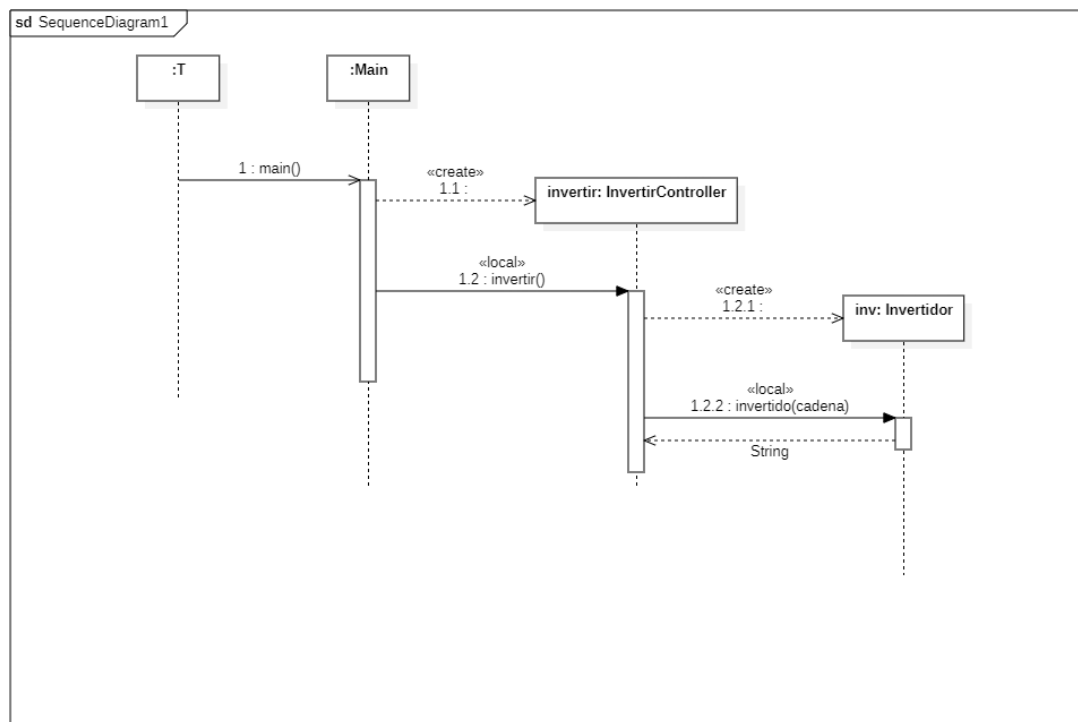 sd SequenceDiagram1
:T
:Main
1 : main()
«create»
1.1 :
invertir: InvertirController
«local»
1.2 : invertir()
«create»
1.2.1 :
inv: Invertidor
«local»
1.2.2 : invertido(cadena)
String